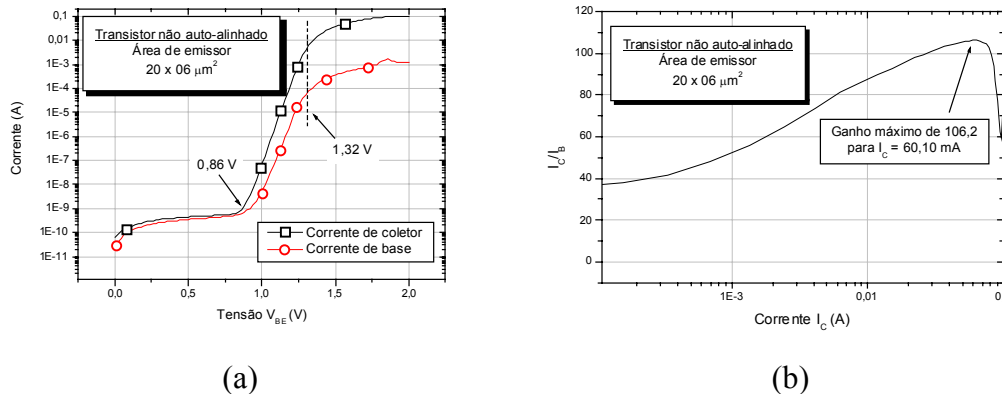 0,1
0,01
1E-3
1E-4
1E-5
1E-6
1E-7
1E-8
1E-9
1E-10
1E-11
Corrente (A)
Transistor não auto-alinhado
Área de emissor
20 x 06 µm²
0,86 V
1,32 V
Corrente de coletor
Corrente de base
0,0 0,5 1,0 1,5 2,0
Tensão V_BE (V)
(a)
120
100
80
60
40
20
0
I_C/I_B
Transistor não auto-alinhado
Área de emissor
20 x 06 µm²
Ganho máximo de 106,2
para I_C = 60,10 mA
1E-3 0,01 0
Corrente I_C (A)
(b)